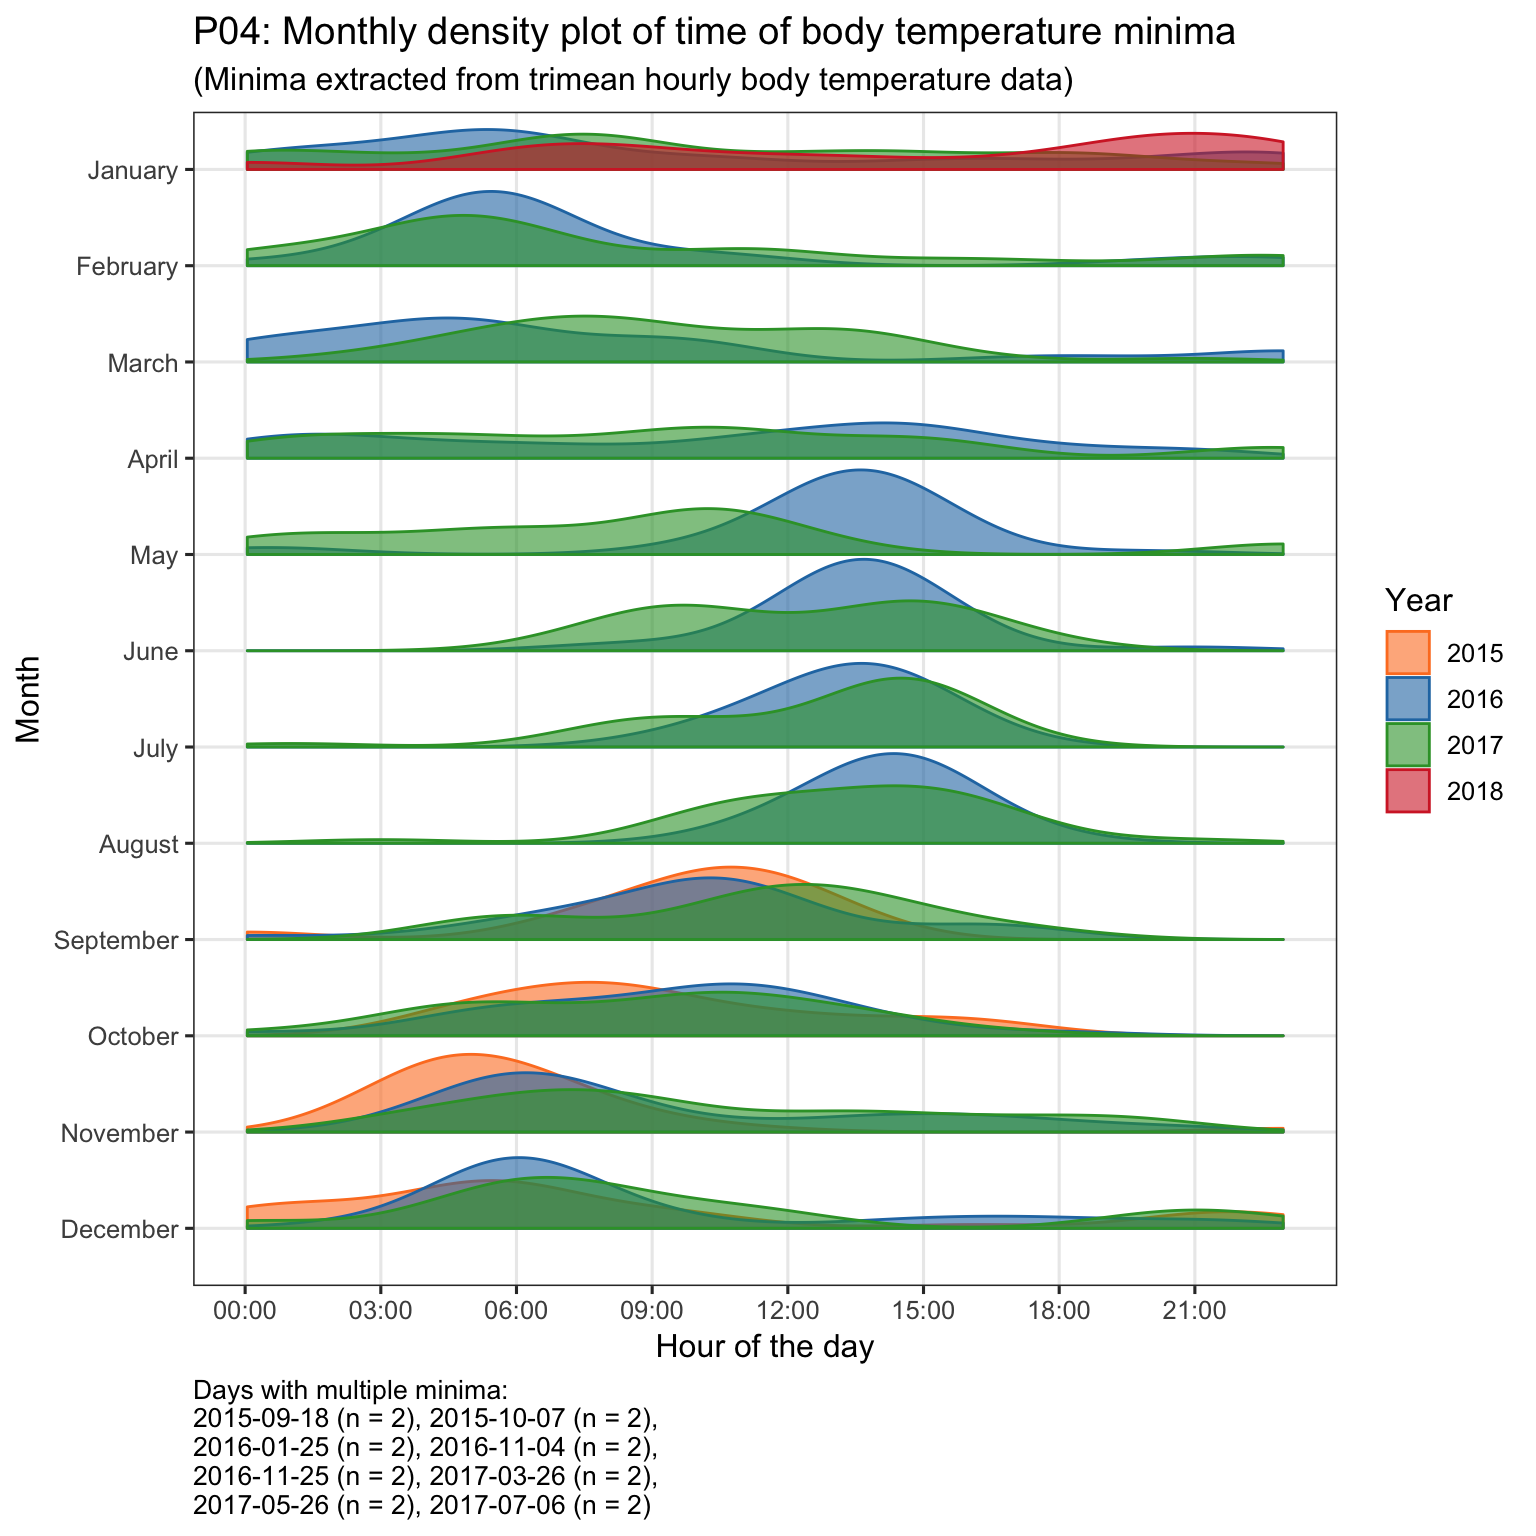 P04: Monthly density plot of time of body temperature minima
(Minima extracted from trimean hourly body temperature data)
January
February
March
April
May
June
July
August
September
October
November
December
Month
00:00 03:00 06:00 09:00 12:00 15:00 18:00 21:00
Hour of the day
Year
2015
2016
2017
2018
Days with multiple minima:
2015-09-18 (n = 2), 2015-10-07 (n = 2),
2016-01-25 (n = 2), 2016-11-04 (n = 2),
2016-11-25 (n = 2), 2017-03-26 (n = 2),
2017-05-26 (n = 2), 2017-07-06 (n = 2)